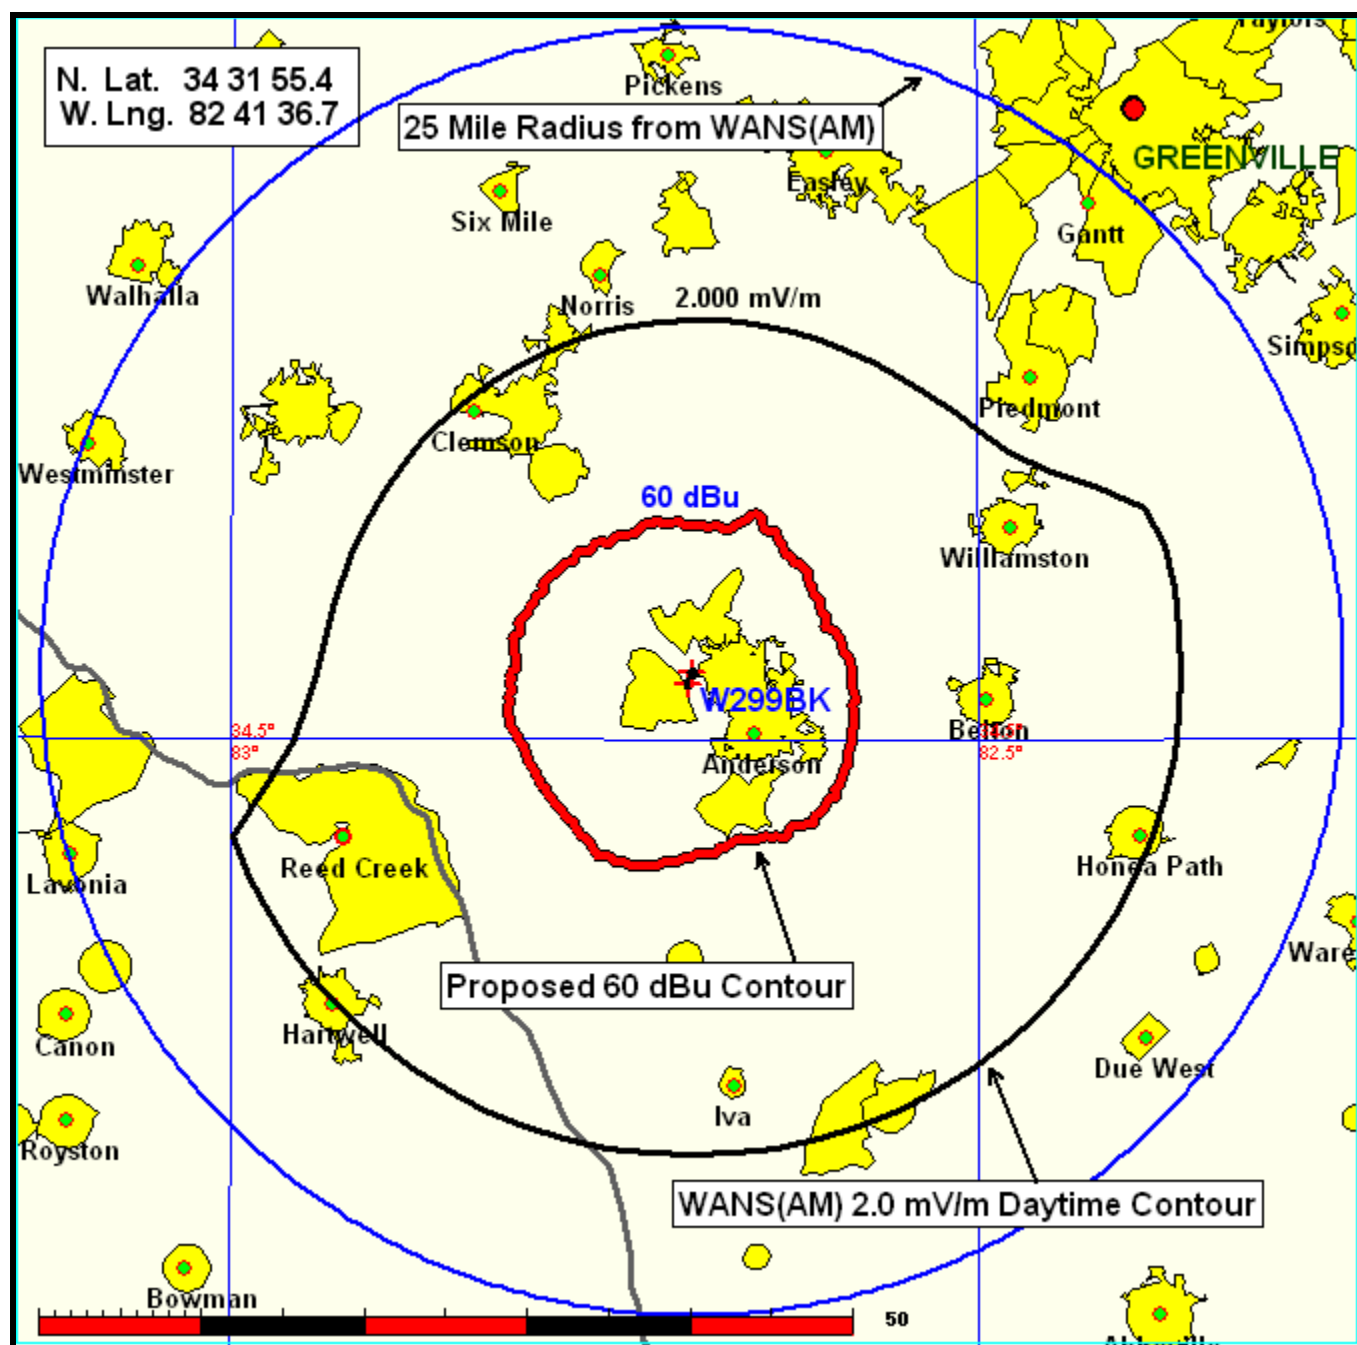 Taylors
N. Lat. 34 31 55.4
W. Lng. 82 41 36.7
Pickens
25 Mile Radius from WANS(AM)
GREENVILLE
Easley
Six Mile
Gantt
Walhalla
Norris
2.000 mV/m
Piedmont
Clemson
Westminster
60 dBu
Williamston
W299BK
34.5°
83°
Belton
82.5°
Anderson
Reed Creek
Honea Path
Lavonia
Proposed 60 dBu Contour
Hartwell
Canon
Due West
Iva
Royston
WANS(AM) 2.0 mV/m Daytime Contour
Bowman
50